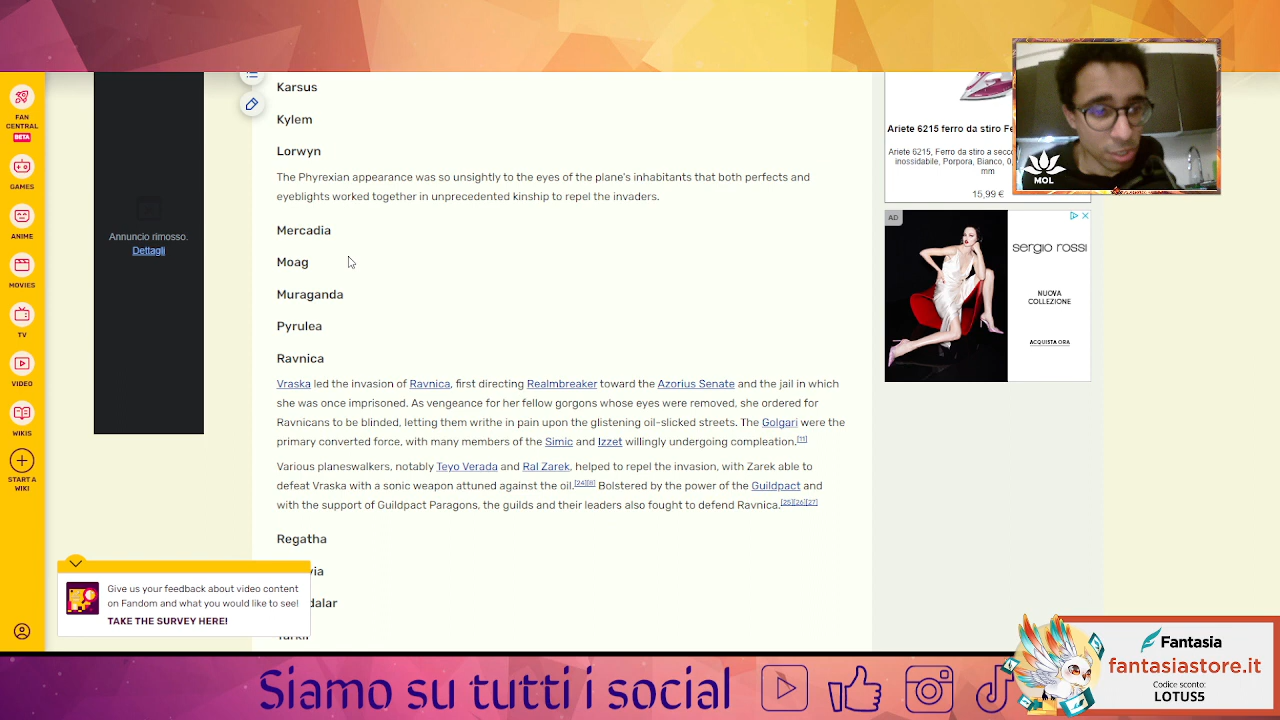 FAN
CENTRAL
BETA
GAMES
ANIME
MOVIES
TV
VIDEO
WIKIS
START A
WIKI
Annuncio rimosso.
Dettagli
Karsus
Kylem
Lorwyn
The Phyrexian appearance was so unsightly to the eyes of the plane's inhabitants that both perfects and
eyeblights worked together in unprecedented kinship to repel the invaders.
Mercadia
Moag
Muraganda
Pyrulea
Ravnica
Vraska led the invasion of Ravnica, first directing Realmbreaker toward the Azorius Senate and the jail in which
she was once imprisoned. As vengeance for her fellow gorgons whose eyes were removed, she ordered for
Ravnicans to be blinded, letting them writhe in pain upon the glistening oil-slicked streets. The Golgari were the
primary converted force, with many members of the Simic and Izzet willingly undergoing compleation.[11]
Various planeswalkers, notably Teyo Verada and Ral Zarek, helped to repel the invasion, with Zarek able to
defeat Vraska with a sonic weapon attuned against the oil.[24][8] Bolstered by the power of the Guildpact and
with the support of Guildpact Paragons, the guilds and their leaders also fought to defend Ravnica.[25][26][27]
Regatha
via
dalar
Give us your feedback about video content
on Fandom and what you would like to see!
TAKE THE SURVEY HERE!
Ariete 6215 ferro da stiro Fe
Ariete 6215, Ferro da stiro a secco
inossidabile, Porpora, Bianco, 0,
mm
15,99 €
MOL
AD
sergio rossi
NUOVA
COLLEZIONE
ACQUISTA ORA
Siamo su tutti i social
Fantasia
fantasiastore.it
Codice sconto:
LOTUS5